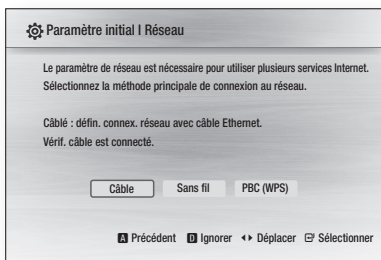 Paramètre initial I Réseau
Le paramètre de réseau est nécessaire pour utiliser plusieurs services Internet.
Sélectionnez la méthode principale de connexion au réseau.
Câblé : défin. connex. réseau avec câble Ethernet.
Vérif. câble est connecté.
Câble Sans fil PBC (WPS)
A Précédent D Ignorer Déplacer Sélectionner